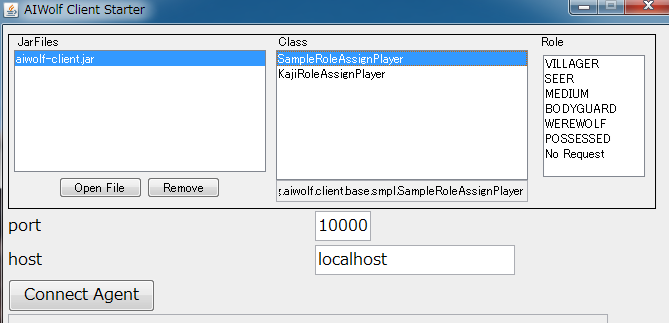 AIWolf Client Starter
JarFiles
Class
Role
aiwolf-client.jar
SampleRoleAssignPlayer
KajiRoleAssignPlayer
VILLAGER
SEER
MEDIUM
BODYGUARD
WEREWOLF
POSSESSED
No Request
Open File
Remove
.aiwolf.client.base.smpl.SampleRoleAssignPlayer
port
10000
host
localhost
Connect Agent